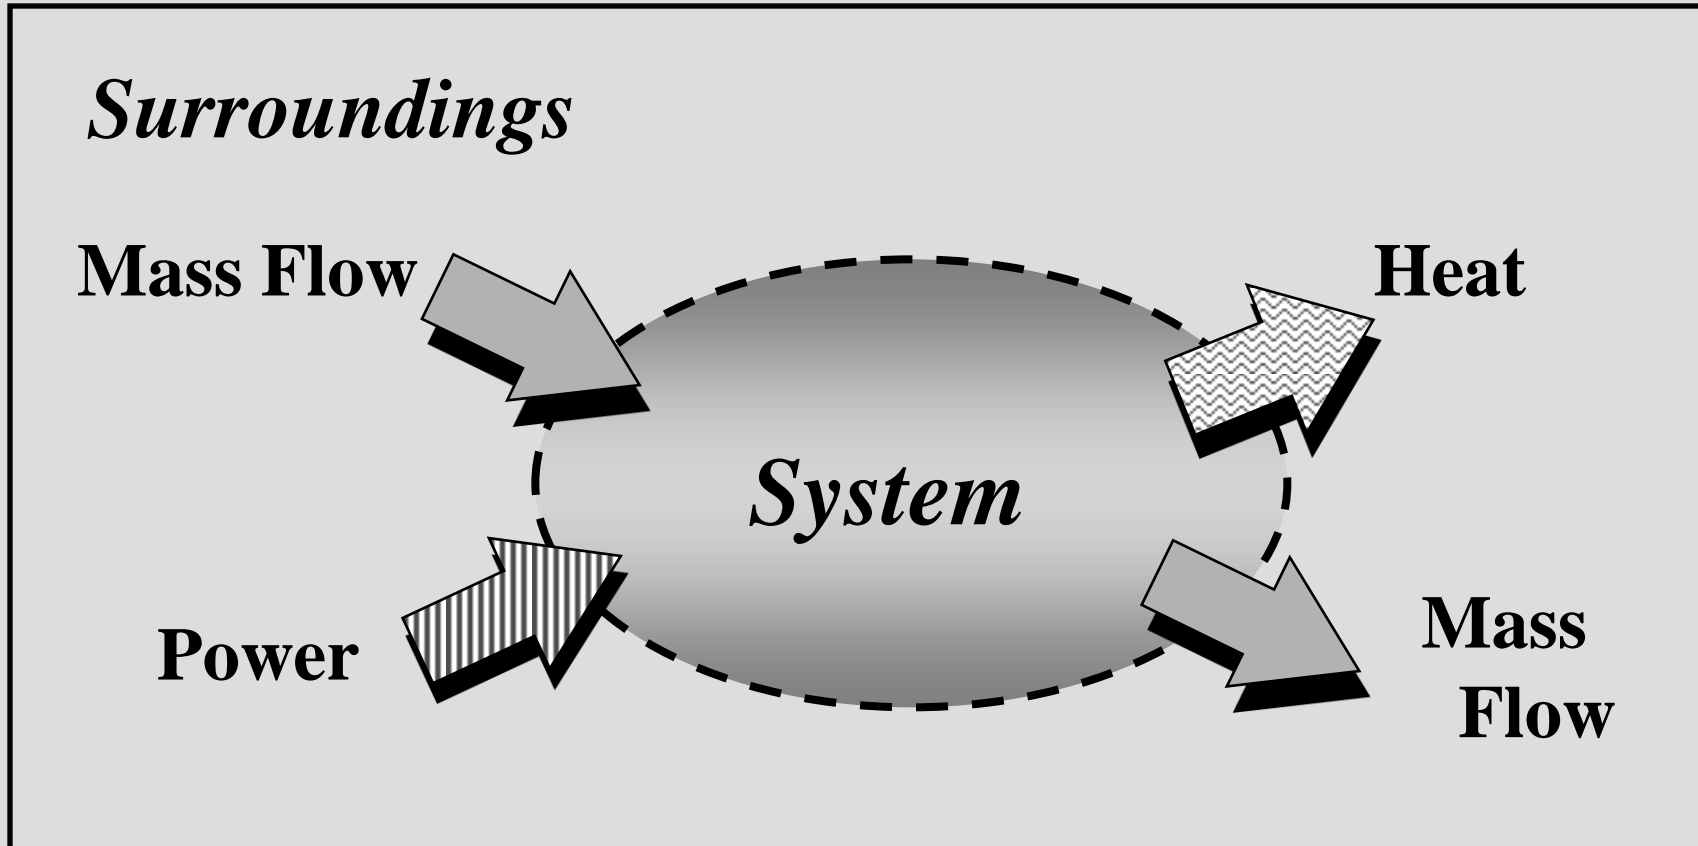 Surroundings
Mass Flow
Heat
System
Power
Mass
Flow